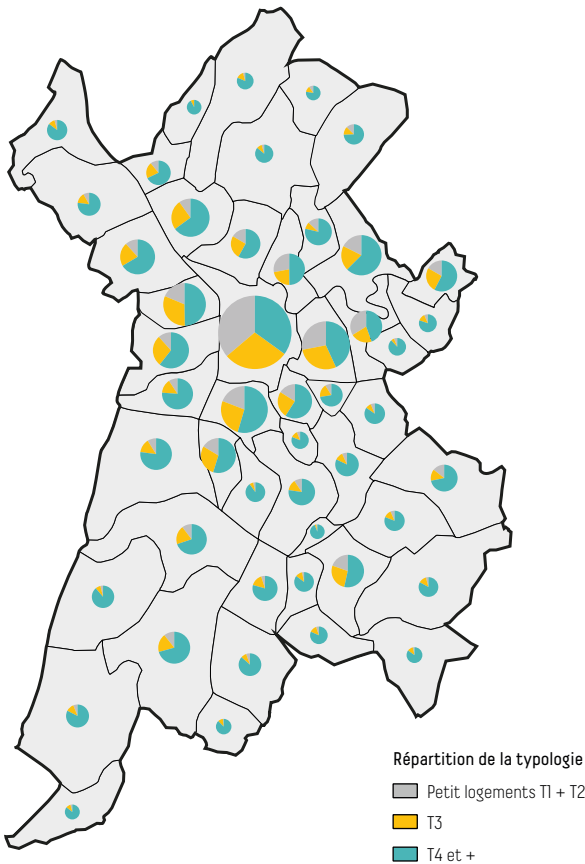 Répartition de la typologie
Petit logements T1 + T2
T3
T4 et +